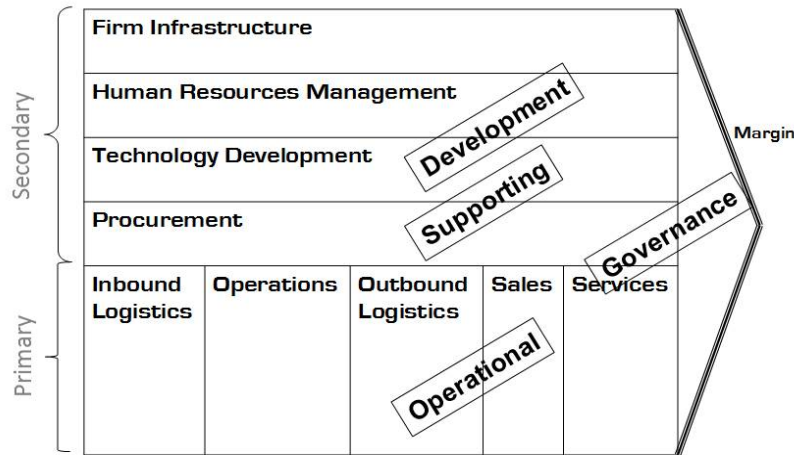 Firm Infrastructure
Human Resources Management
Development
Margin
Secondary
Technology Development
Supporting
Procurement
Governance
Inbound
Logistics
Operations
Outbound
Logistics
Sales
Services
Primary
Operational